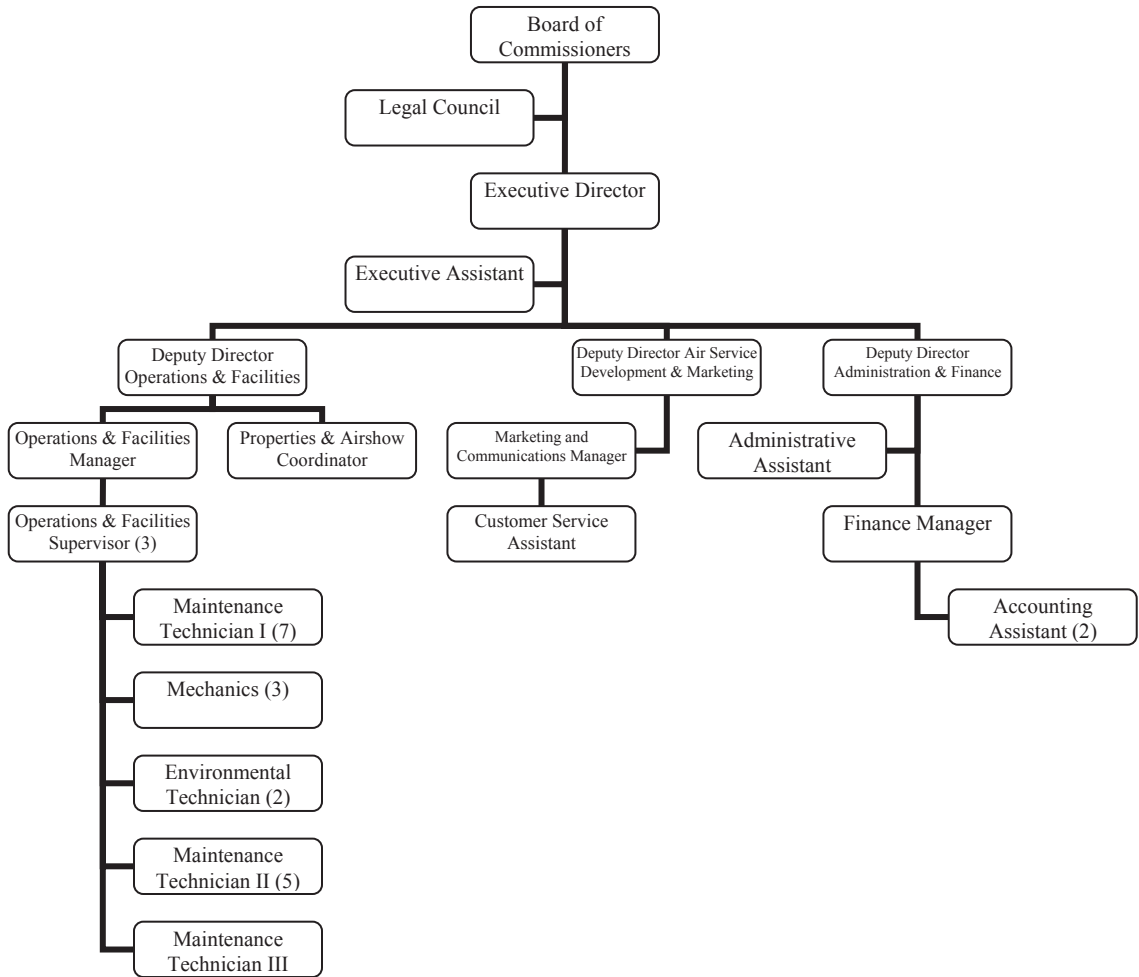 Board of
Commissioners
Legal Council
Executive Director
Executive Assistant
Deputy Director
Operations & Facilities
Deputy Director Air Service
Development & Marketing
Deputy Director
Administration & Finance
Operations & Facilities
Manager
Properties & Airshow
Coordinator
Marketing and
Communications Manager
Administrative
Assistant
Operations & Facilities
Supervisor (3)
Customer Service
Assistant
Finance Manager
Maintenance
Technician I (7)
Accounting
Assistant (2)
Mechanics (3)
Environmental
Technician (2)
Maintenance
Technician II (5)
Maintenance
Technician III